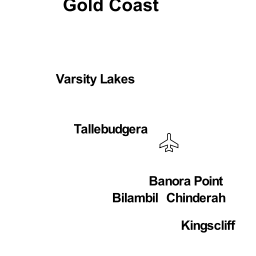 Gold Coast
Varsity Lakes
Tallebudgera
Banora Point
Bilambil Chinderah
Kingscliff